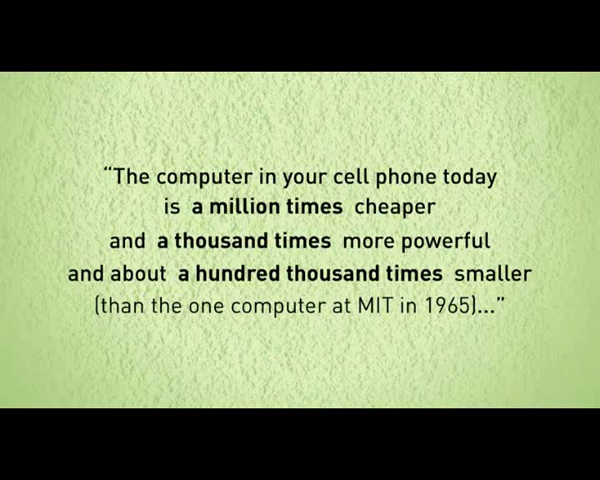 “The computer in your cell phone today
is a million times cheaper
and a thousand times more powerful
and about a hundred thousand times smaller
(than the one computer at MIT in 1965)...”